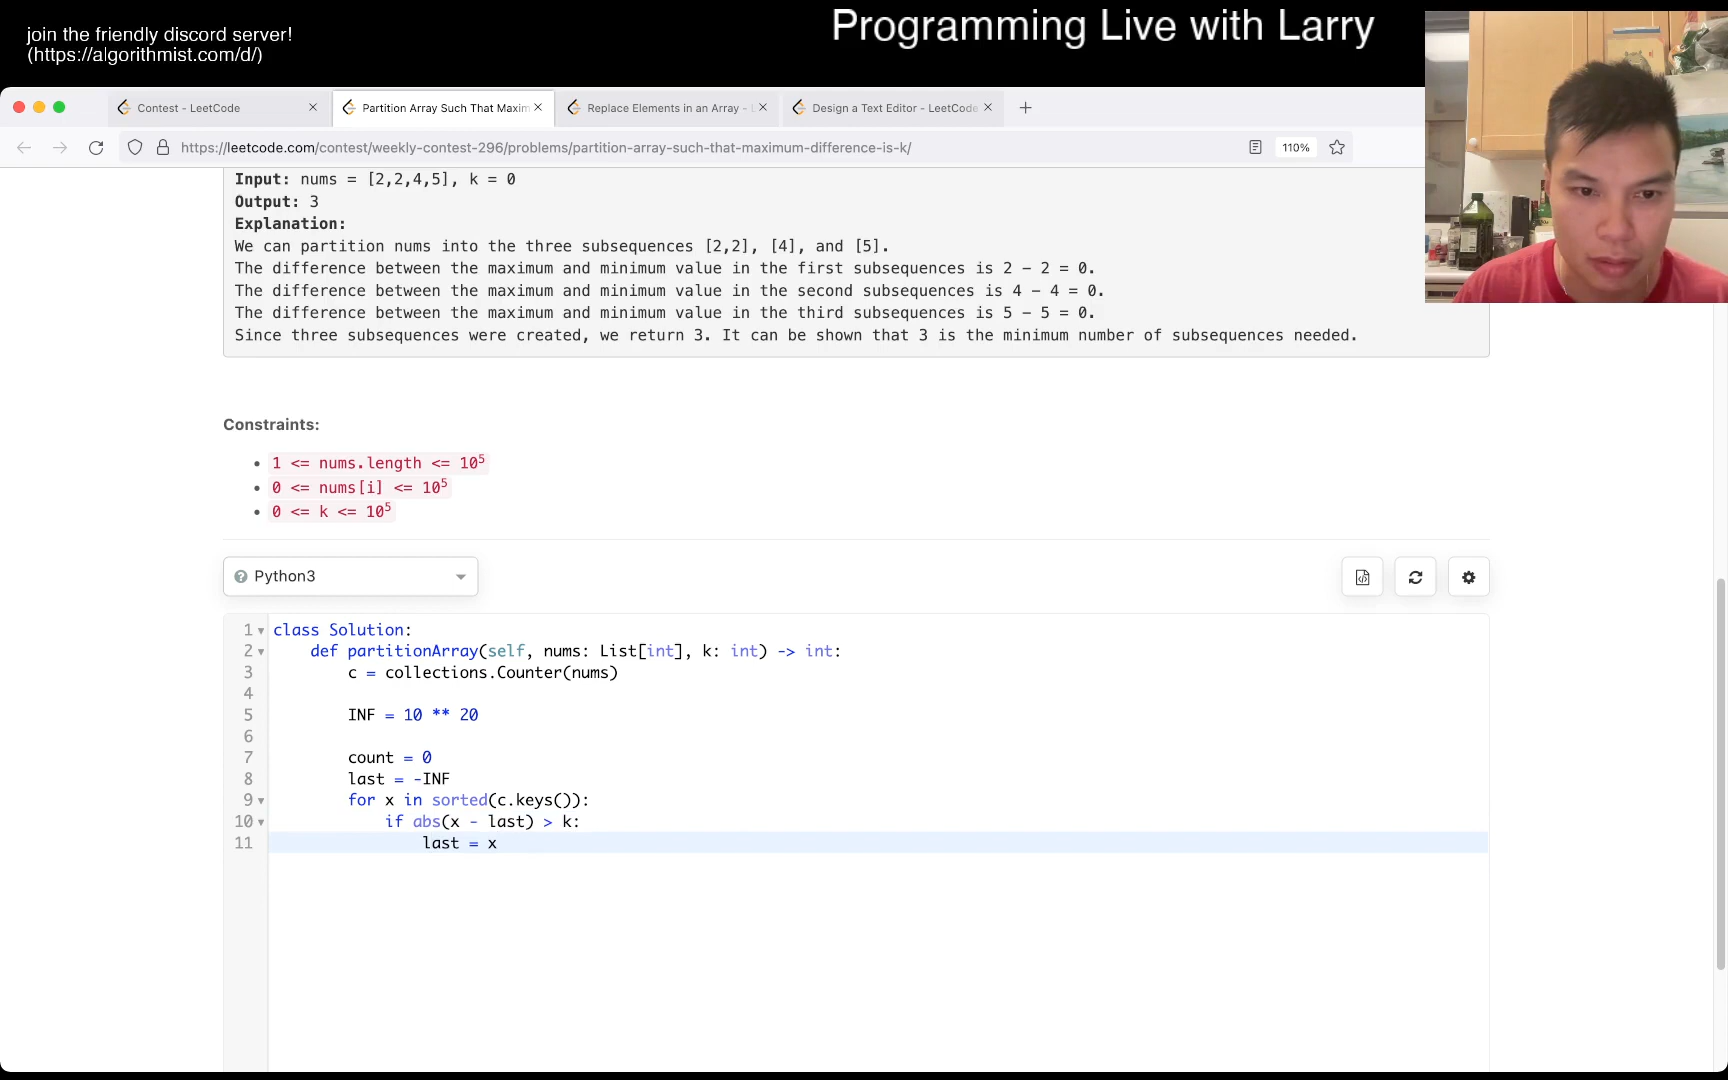 join the friendly discord server!
(https://algorithmist.com/d/)
Programming Live with Larry
Contest - LeetCode
Partition Array Such That Maxim
Replace Elements in an Array - L
Design a Text Editor - LeetCode
https://leetcode.com/contest/weekly-contest-296/problems/partition-array-such-that-maximum-difference-is-k/
110%
Input: nums = [2,2,4,5], k = 0
Output: 3
Explanation:
We can partition nums into the three subsequences [2,2], [4], and [5].
The difference between the maximum and minimum value in the first subsequences is 2 - 2 = 0.
The difference between the maximum and minimum value in the second subsequences is 4 - 4 = 0.
The difference between the maximum and minimum value in the third subsequences is 5 - 5 = 0.
Since three subsequences were created, we return 3. It can be shown that 3 is the minimum number of subsequences needed.
Constraints:
• 1 <= nums.length <= 10⁵
• 0 <= nums[i] <= 10⁵
• 0 <= k <= 10⁵
Python3
1 class Solution:
2     def partitionArray(self, nums: List[int], k: int) -> int:
3         c = collections.Counter(nums)
4
5         INF = 10 ** 20
6
7         count = 0
8         last = -INF
9         for x in sorted(c.keys()):
10             if abs(x - last) > k:
11                 last = x